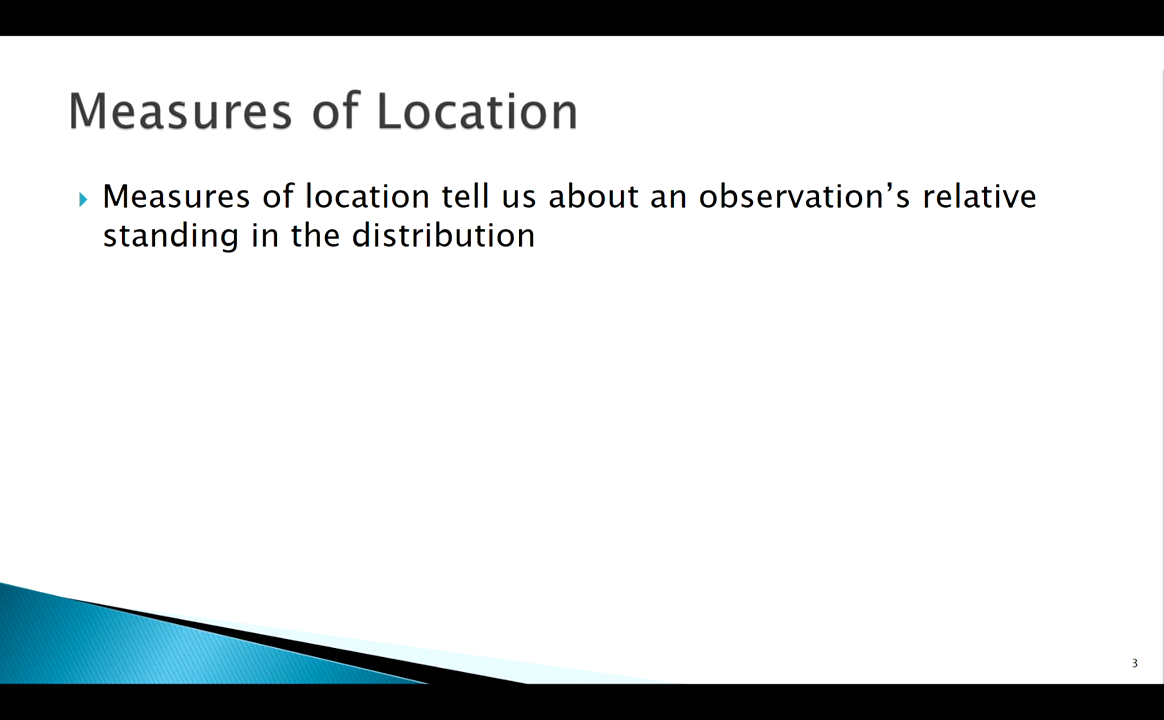 Measures of Location
Measures of location tell us about an observation’s relative
standing in the distribution
3